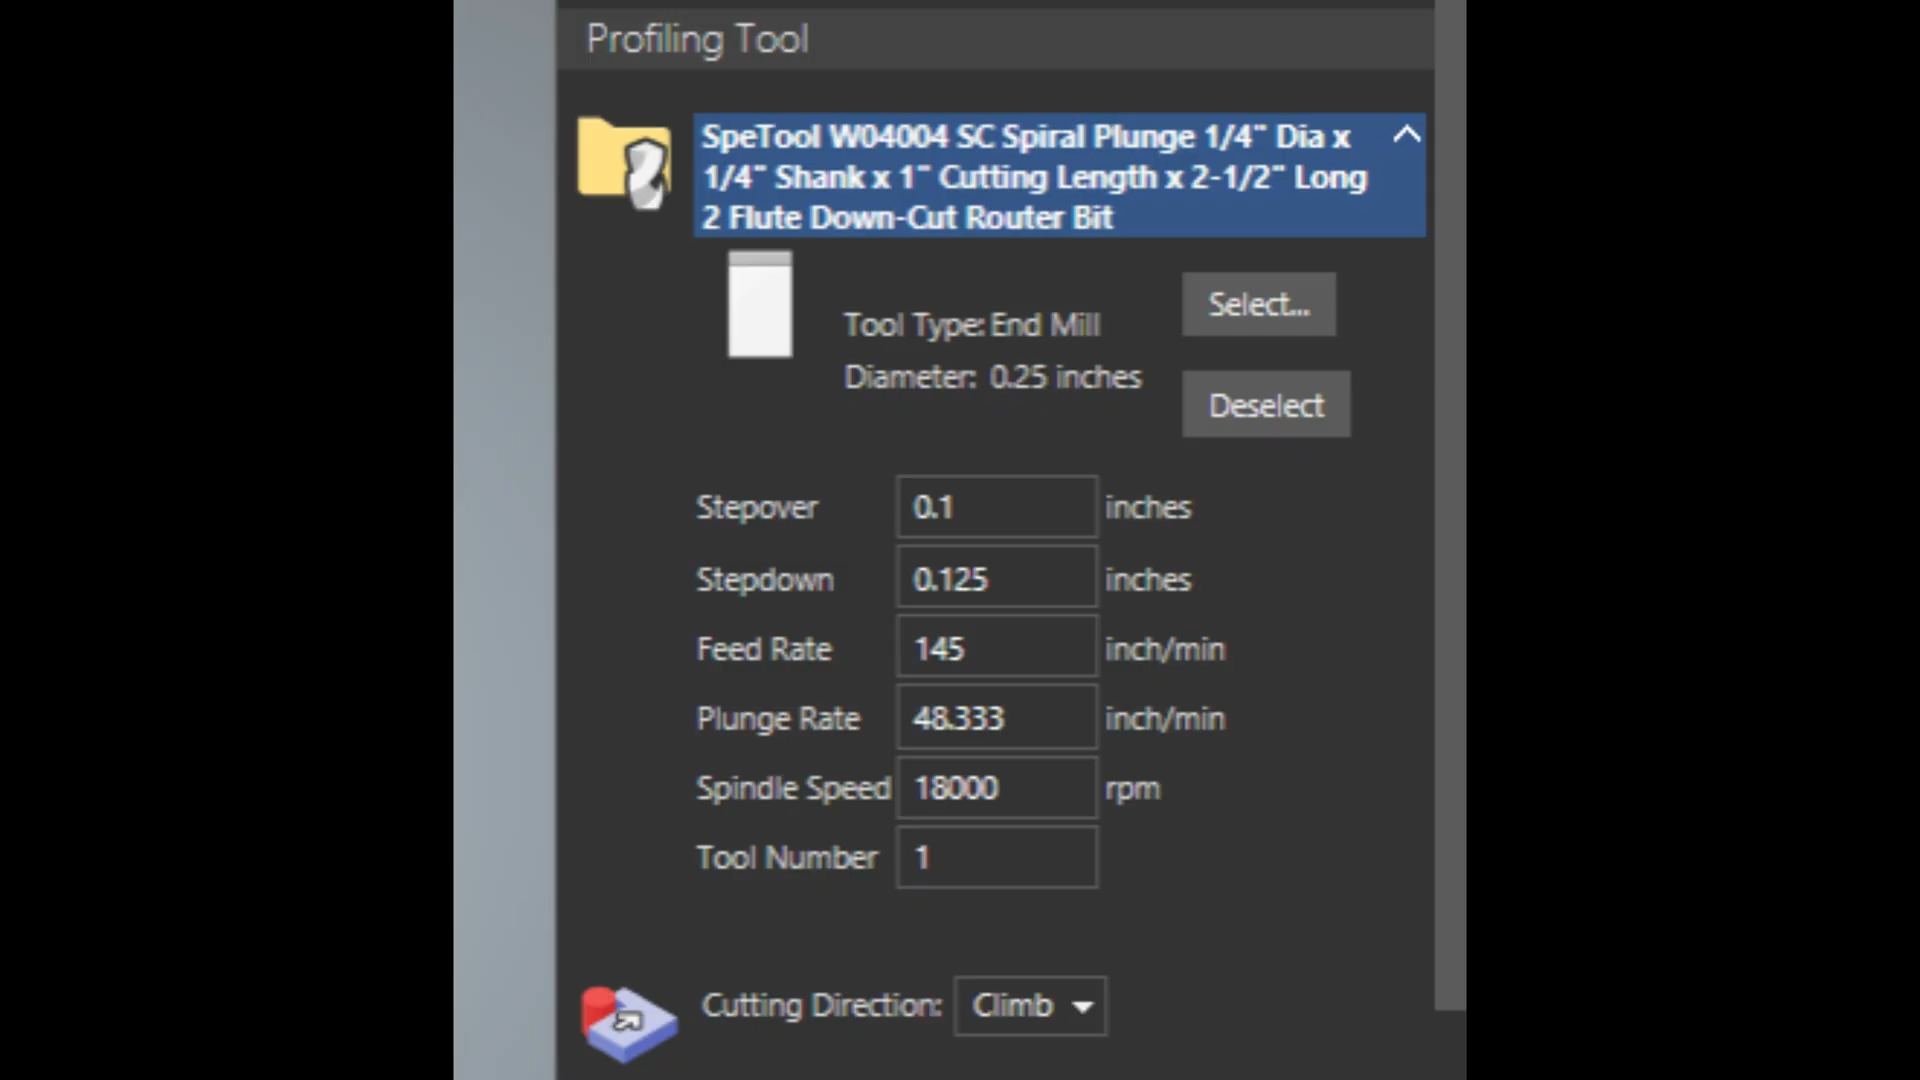 Profiling Tool
SpeTool W04004 SC Spiral Plunge 1/4" Dia x
1/4" Shank x 1" Cutting Length x 2-1/2" Long
2 Flute Down-Cut Router Bit
Tool Type: End Mill
Select...
Diameter: 0.25 inches
Deselect
Stepover 0.1 inches
Stepdown 0.125 inches
Feed Rate 145 inch/min
Plunge Rate 48.333 inch/min
Spindle Speed 18000 rpm
Tool Number 1
Cutting Direction: Climb